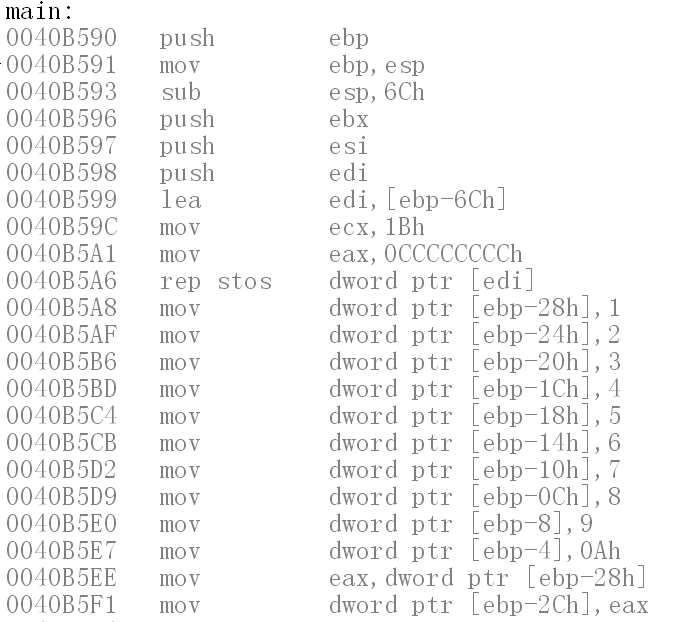 main:
0040B590 push ebp
0040B591 mov ebp,esp
0040B593 sub esp,6Ch
0040B596 push ebx
0040B597 push esi
0040B598 push edi
0040B599 lea edi,[ebp-6Ch]
0040B59C mov ecx,1Bh
0040B5A1 mov eax,0CCCCCCCCh
0040B5A6 rep stos dword ptr [edi]
0040B5A8 mov dword ptr [ebp-28h],1
0040B5AF mov dword ptr [ebp-24h],2
0040B5B6 mov dword ptr [ebp-20h],3
0040B5BD mov dword ptr [ebp-1Ch],4
0040B5C4 mov dword ptr [ebp-18h],5
0040B5CB mov dword ptr [ebp-14h],6
0040B5D2 mov dword ptr [ebp-10h],7
0040B5D9 mov dword ptr [ebp-0Ch],8
0040B5E0 mov dword ptr [ebp-8],9
0040B5E7 mov dword ptr [ebp-4],0Ah
0040B5EE mov eax,dword ptr [ebp-28h]
0040B5F1 mov dword ptr [ebp-2Ch],eax